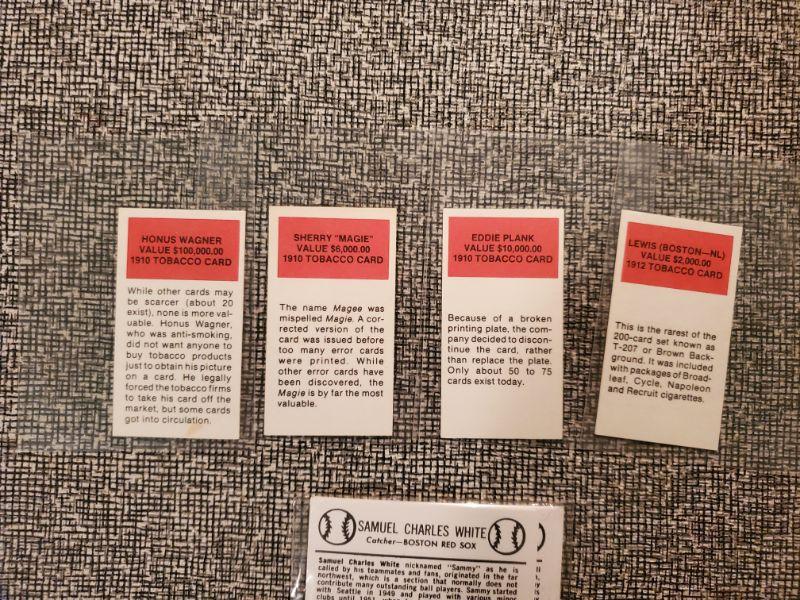 HONUS WAGNER
VALUE $100,000.00
1910 TOBACCO CARD
While other cards may
be scarcer (about 20
exist), none is more val-
uable. Honus Wagner,
who was anti-smoking,
did not want anyone to
buy tobacco products
just to obtain his picture
on a card. He legally
forced the tobacco firms
to take his card off the
market, but some cards
got into circulation.
SHERRY "MAGIE"
VALUE $6,000.00
1910 TOBACCO CARD
The name Magee was
mispelled Magie. A cor-
rected version of the
card was issued before
too many error cards
were printed. While
other error cards have
been discovered, the
Magie is by far the most
valuable.
EDDIE PLANK
VALUE $10,000.00
1910 TOBACCO CARD
Because of a broken
printing plate, the com-
pany decided to discon-
tinue the card, rather
than replace the plate.
Only about 50 to 75
cards exist today.
LEWIS (BOSTON—NL)
VALUE $2,000.00
1912 TOBACCO CARD
This is the rarest of the
200-card set known as
T-207 or Brown Back-
ground. It was included
with packages of Broad-
leaf, Cycle, Napoleon
and Recruit cigarettes.
SAMUEL CHARLES WHITE
Catcher—BOSTON RED SOX
Samuel Charles White nicknamed "Sammy" as he is
called by his teammates and fans, originated in the far
northwest, which is a section that normally does not
contribute many outstanding ball players. Sammy started
with Seattle in 1949 and played with various minor
clubs until 1951